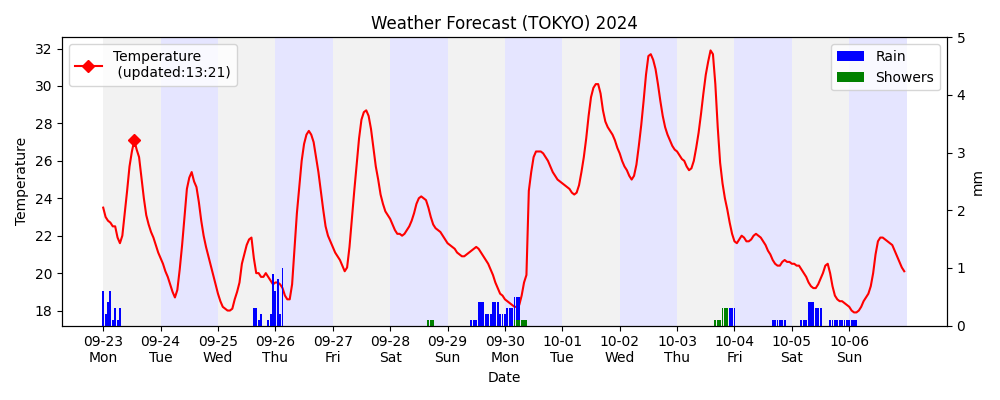 Weather Forecast (TOKYO) 2024
Temperature
(updated:13:21)
Rain
Showers
Temperature
32
30
28
26
24
22
20
18
5
4
3
2
1
0
mm
09-23 09-24 09-25 09-26 09-27 09-28 09-29 09-30 10-01 10-02 10-03 10-04 10-05 10-06
Mon Tue Wed Thu Fri Sat Sun Mon Tue Wed Thu Fri Sat Sun
Date